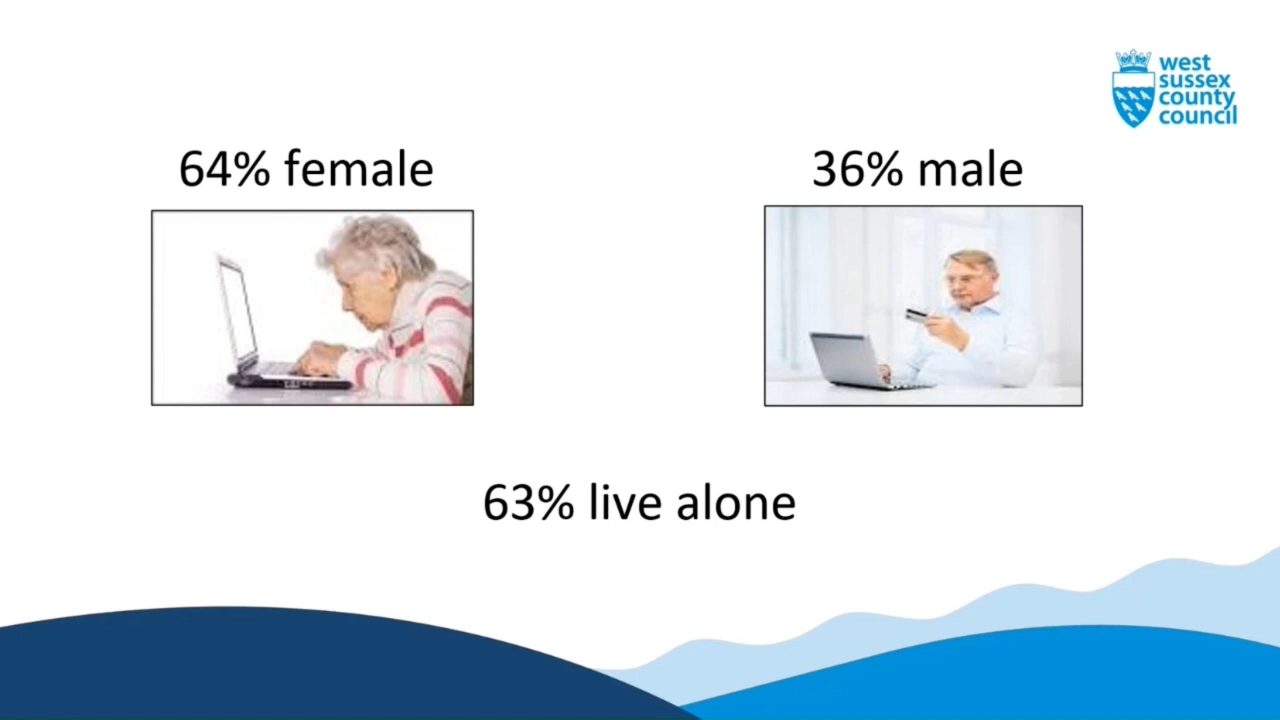 west
sussex
county
council
64% female
36% male
63% live alone